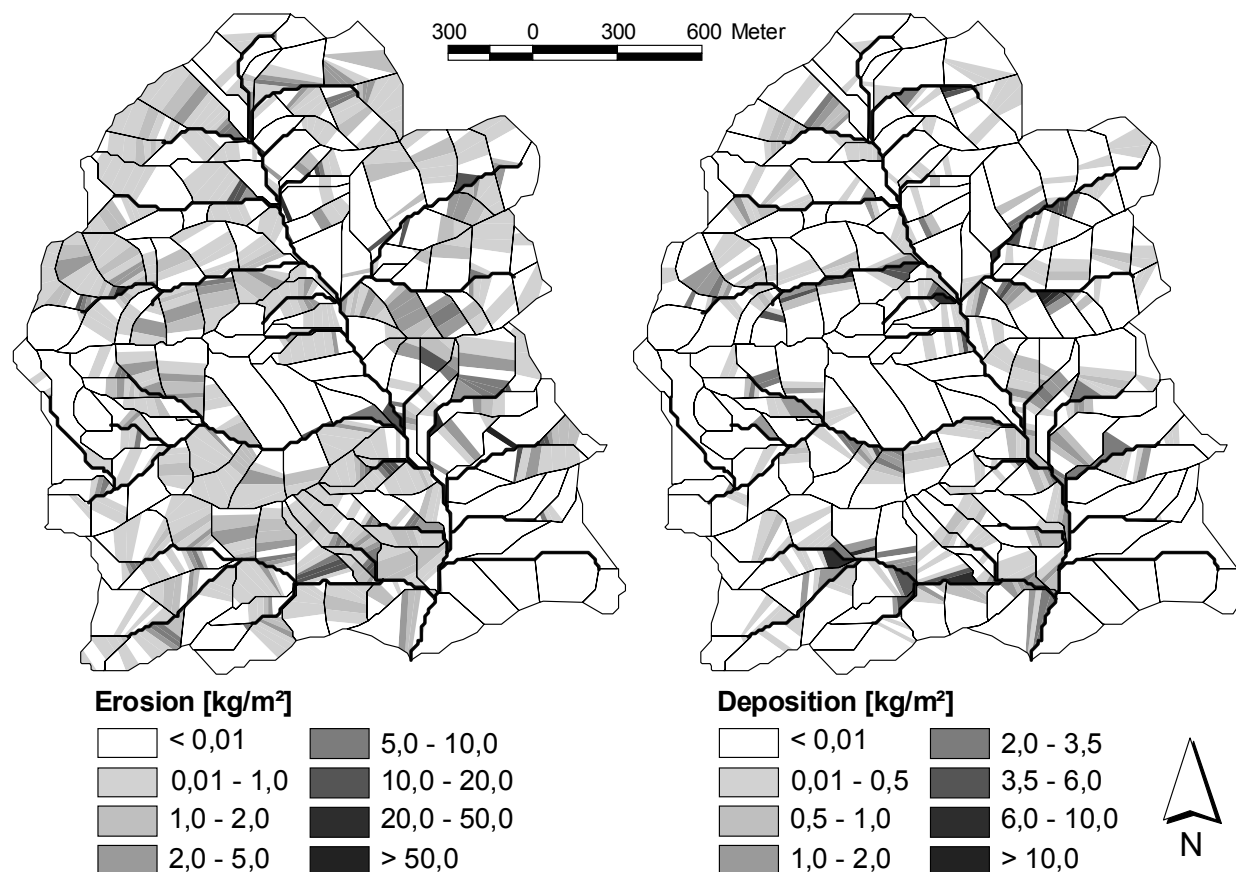 300 0 300 600 Meter
Erosion [kg/m²]
< 0,01
0,01 - 1,0
1,0 - 2,0
2,0 - 5,0
5,0 - 10,0
10,0 - 20,0
20,0 - 50,0
> 50,0
Deposition [kg/m²]
< 0,01
0,01 - 0,5
0,5 - 1,0
1,0 - 2,0
2,0 - 3,5
3,5 - 6,0
6,0 - 10,0
> 10,0
N